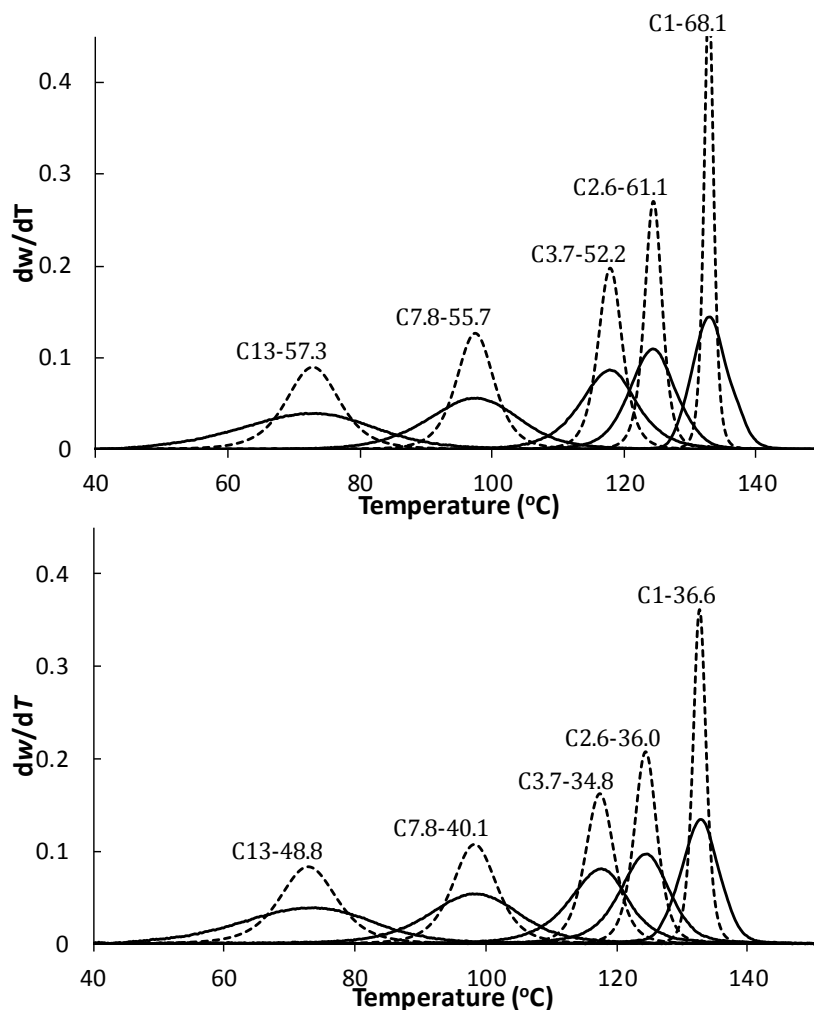 C1-68.1
0.4
0.3
C2.6-61.1
dw/dT
C3.7-52.2
0.2
C7.8-55.7
C13-57.3
0.1
0
40 60 80 100 120 140
Temperature (°C)
0.4
C1-36.6
0.3
dw/dT
C2.6-36.0
0.2
C3.7-34.8
C7.8-40.1
C13-48.8
0.1
0
40 60 80 100 120 140
Temperature (°C)